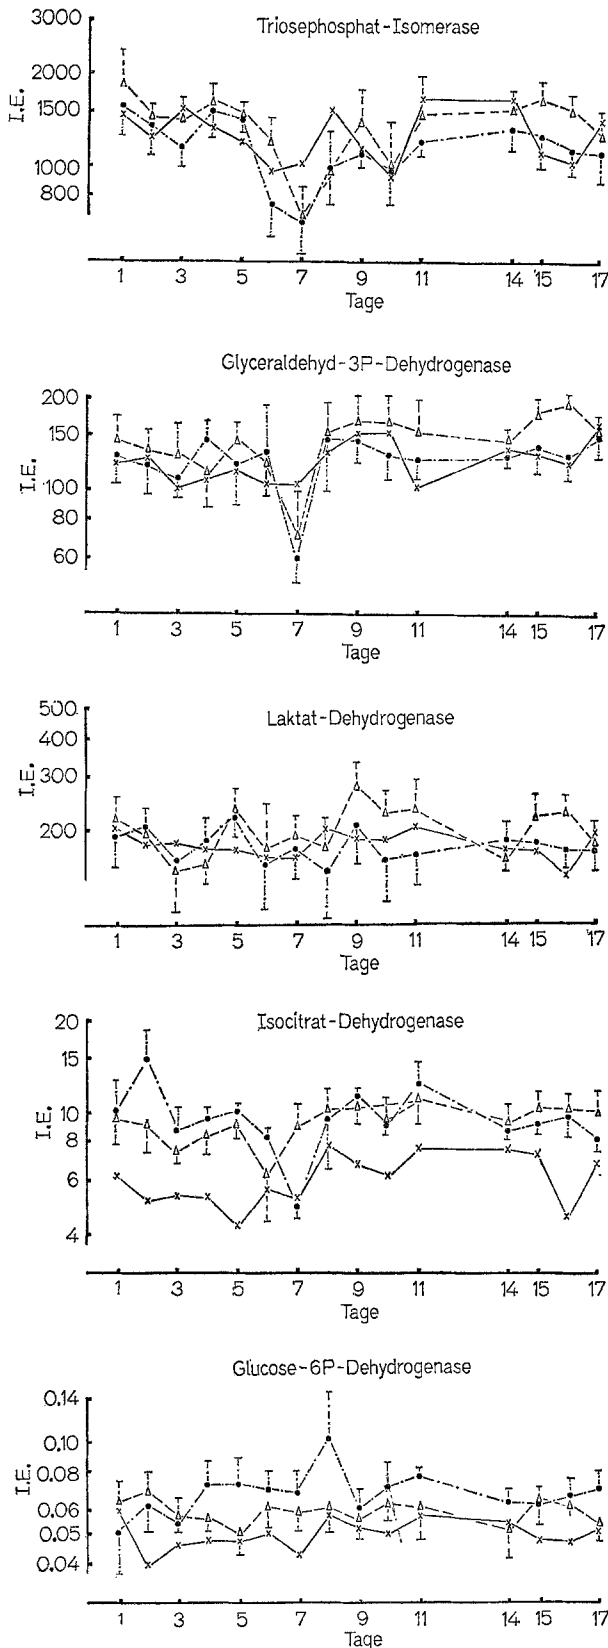 Triosephosphat-Isomerase
I.E.
3000
2000
1500
1000
800
1 3 5 7 9 11 14 15 17
Tage
Glyceraldehyd-3P-Dehydrogenase
I.E.
200
150
100
80
60
1 3 5 7 9 11 14 15 17
Tage
Laktat-Dehydrogenase
I.E.
500
400
300
200
1 3 5 7 9 11 14 15 17
Tage
Isocitrat-Dehydrogenase
I.E.
20
15
10
8
6
4
1 3 5 7 9 11 14 15 17
Tage
Glucose-6P-Dehydrogenase
I.E.
0.14
0.10
0.08
0.06
0.05
0.04
1 3 5 7 9 11 14 15 17
Tage